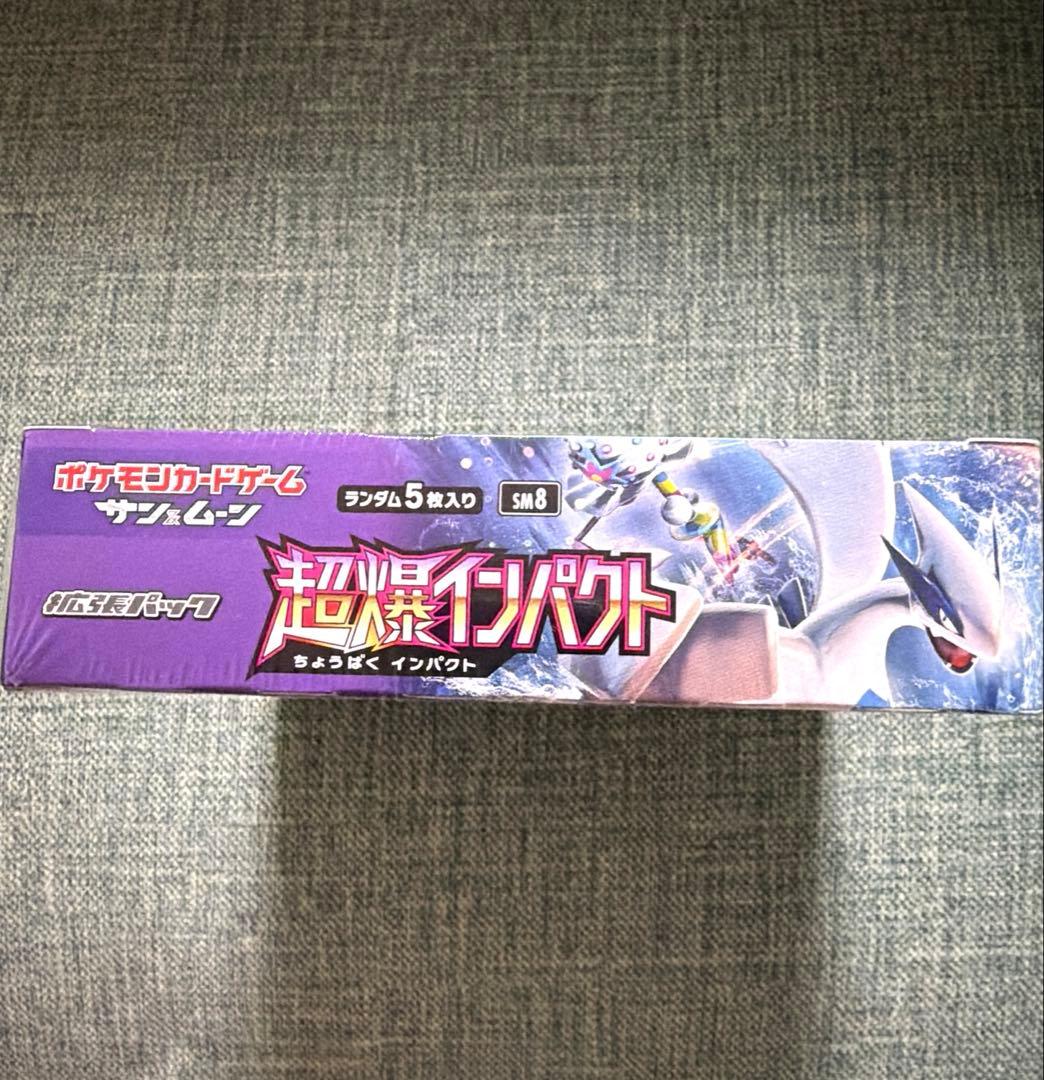 ポケモンカードゲーム
サン&ムーン
ランダム5枚入り
SM8
拡張パック
超爆インパクト
ちょうばく インパクト